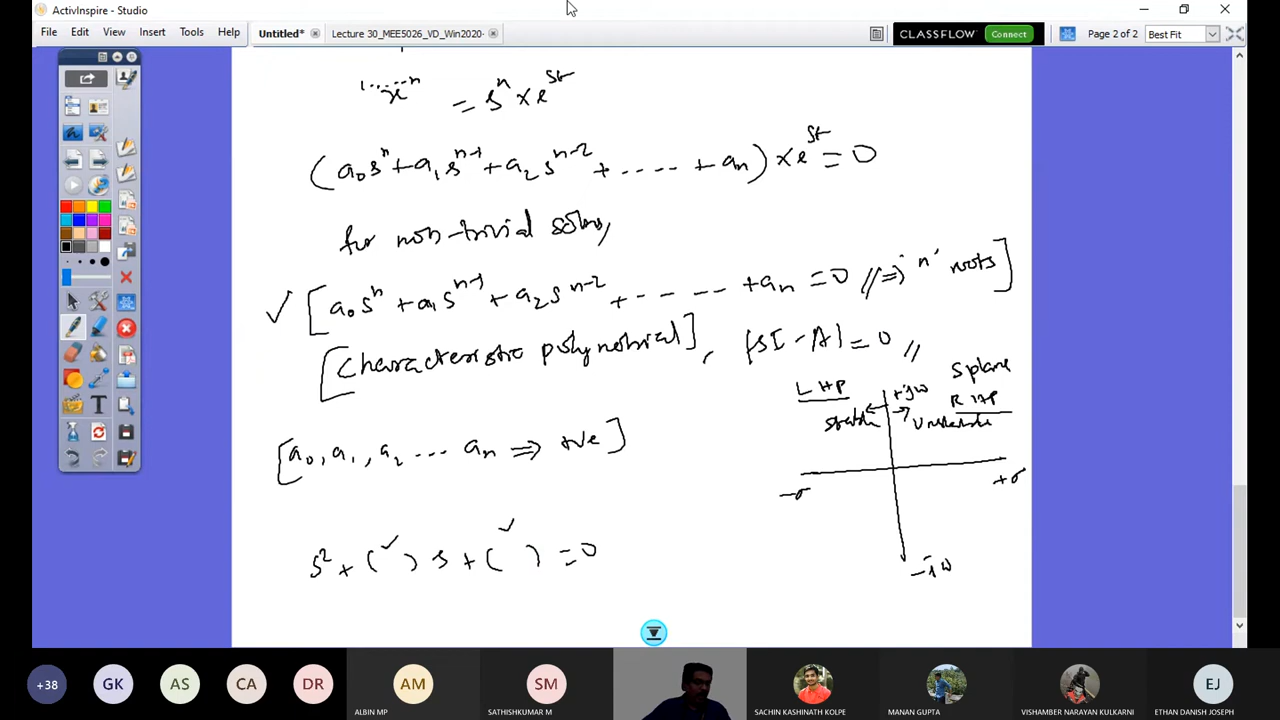 ActivInspire - Studio
File Edit View Insert Tools Help
Untitled* Lecture 30_MEE5026_VD_Win2020- CLASSFLOW Connect Page 2 of 2 Best Fit
x^n = s^n × e^st
(a0s^n + a1s^n-1 + a2s^n-2 + ..... + an) × e^st = 0
for non-trivial
[a0s^n + a1s^n-1 + a2s^n-2 + ------ + an = 0 // ⇒ 'n' roots]
[Characteristic polynomial], |sI - A| = 0 //
S plane
LHP +jω RHP
stable Unstable
[a0, a1, a2 ... an ⇒ +ve]
-σ +σ
s^2 + (✓) s + (✓) = 0
-jω
+38 GK AS CA DR AM SM EJ
ALBIN MP SATHISHKUMAR M SACHIN KASHINATH KOLPE MANAN GUPTA VISHAMBER NARAYAN KULKARNI ETHAN DANISH JOSEPH